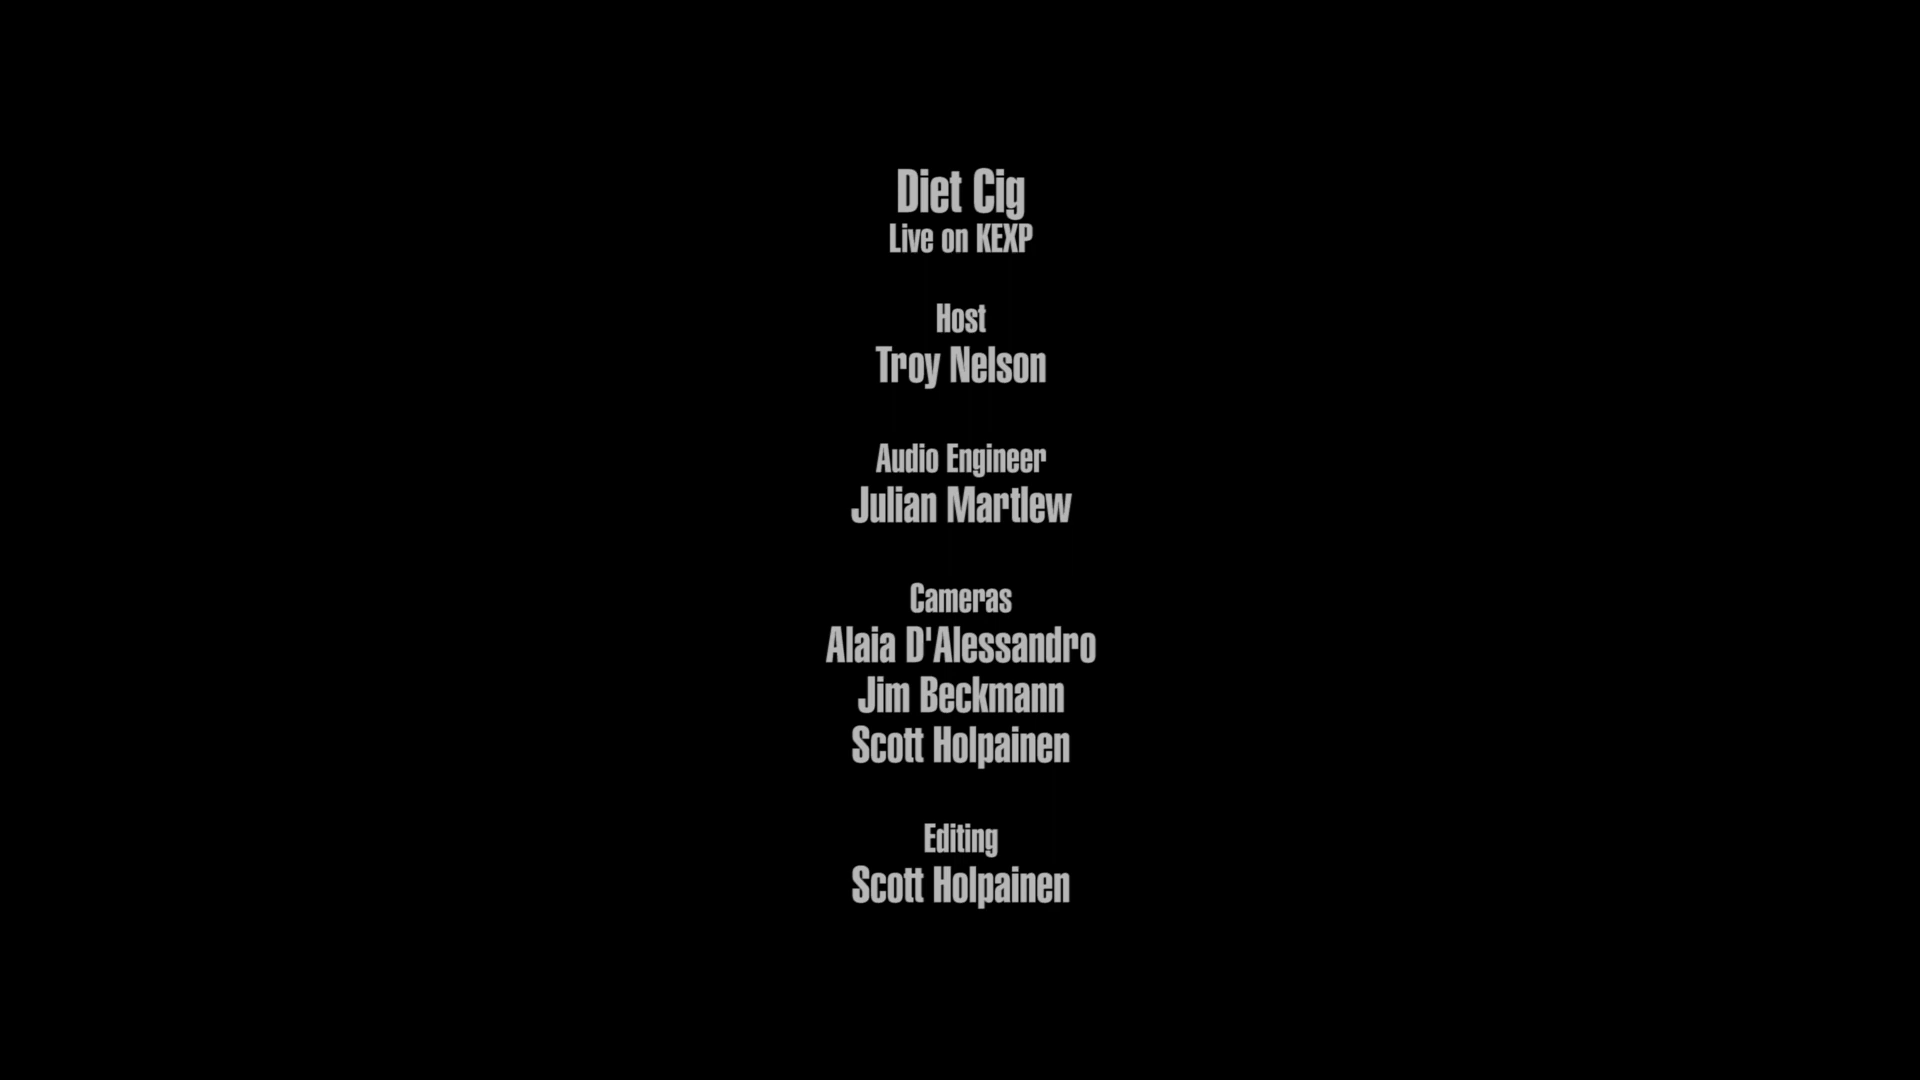 Diet Cig
Live on KEXP
Host
Troy Nelson
Audio Engineer
Julian Martlew
Cameras
Alaia D'Alessandro
Jim Beckmann
Scott Holpainen
Editing
Scott Holpainen